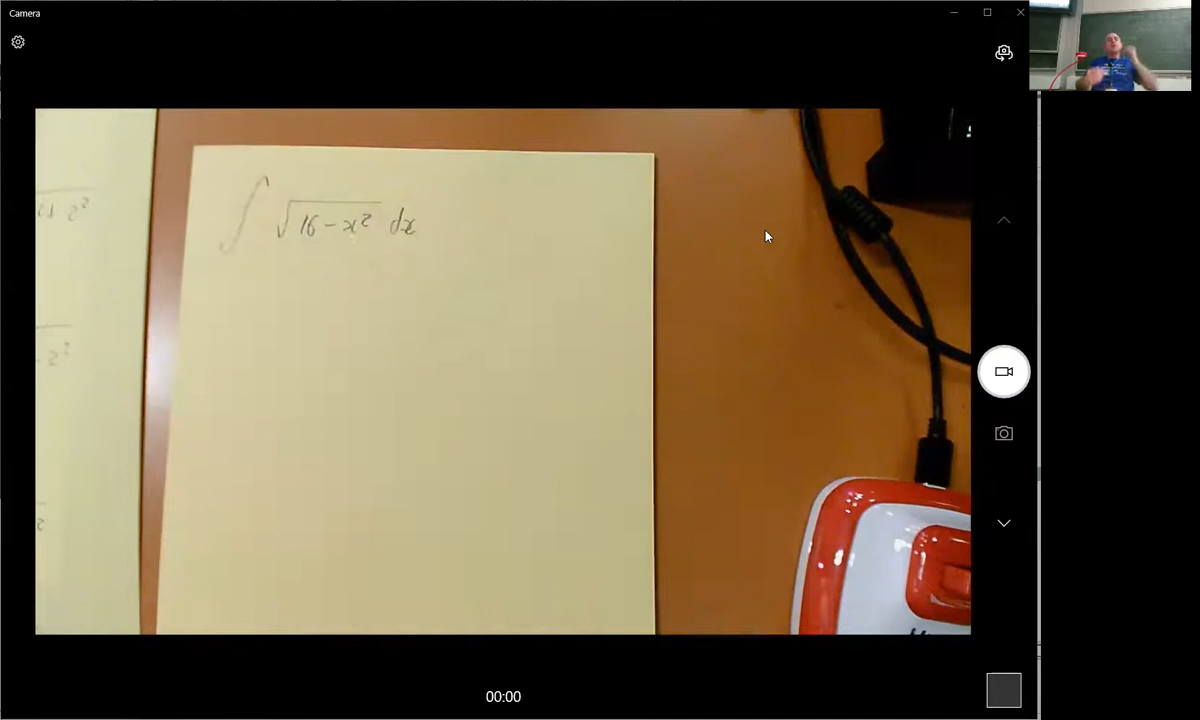 Camera
∫ √16 - x² dx
00:00